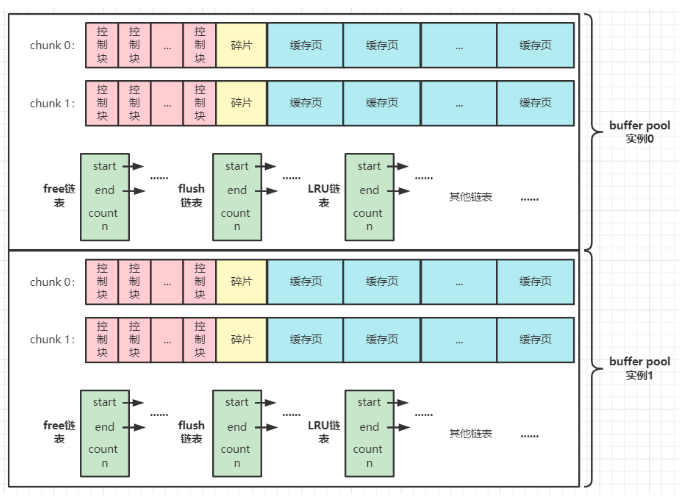 chunk 0: 控制块 控制块 ... 控制块 碎片 缓存页 缓存页 ... 缓存页
chunk 1: 控制块 控制块 ... 控制块 碎片 缓存页 缓存页 ... 缓存页
buffer pool
实例0
free链表
start ......
end
count
n
flush链表
start ......
end
count
n
LRU链表
start ......
end
count
n
其他链表 ......
chunk 0: 控制块 控制块 ... 控制块 碎片 缓存页 缓存页 ... 缓存页
chunk 1: 控制块 控制块 ... 控制块 碎片 缓存页 缓存页 ... 缓存页
buffer pool
实例1
free链表
start ......
end
count
n
flush链表
start ......
end
count
n
LRU链表
start ......
end
count
n
其他链表 ......